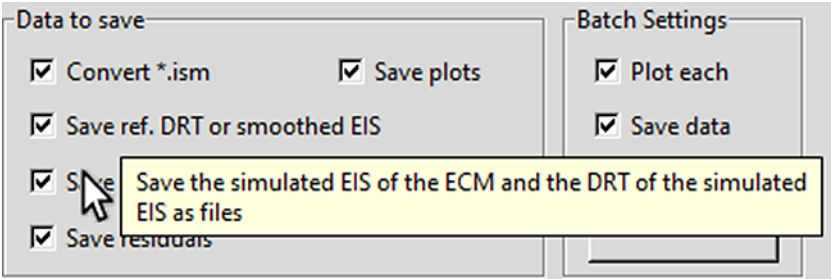 Data to save
Batch Settings
Convert *.ism
Save plots
Plot each
Save ref. DRT or smoothed EIS
Save data
Save the simulated EIS of the ECM and the DRT of the simulated
EIS as files
Save residuals